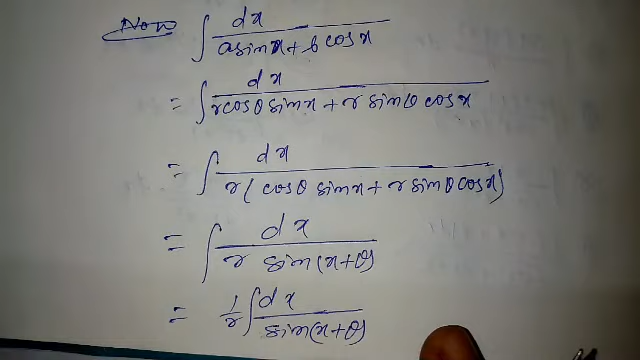 Now ∫ dx / (a sin x + b cos x)
= ∫ dx / (r cos θ sin x + r sin θ cos x)
= ∫ dx / (r (cos θ sin x + r sin θ cos x))
= ∫ dx / (r sin(x+θ))
= 1/r ∫ dx / (sin(x+θ))